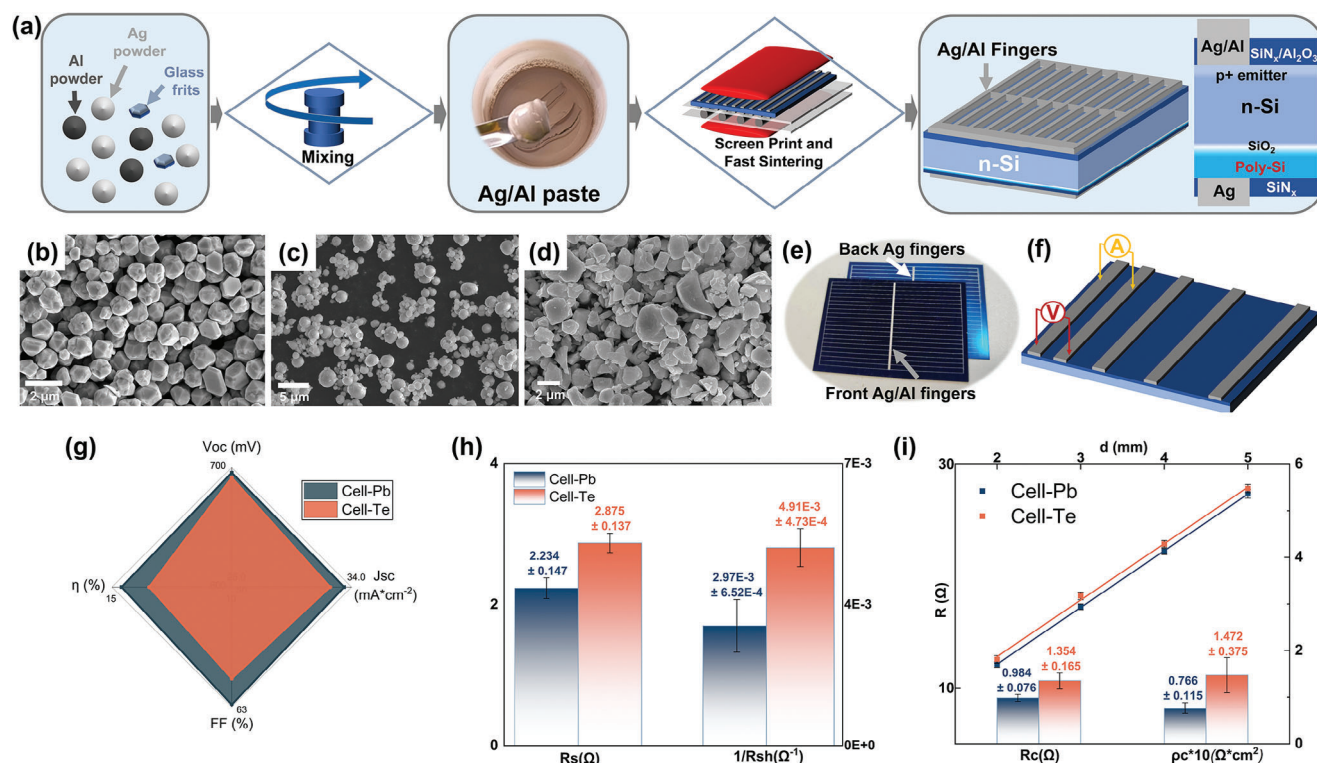 (a)
Ag
powder
Al
powder
Glass
frits
Mixing
Ag/Al paste
Screen Print and
Fast Sintering
Ag/Al Fingers
n-Si
Ag/Al
SiNₓ/Al₂O₃
p+ emitter
n-Si
SiO₂
Poly-Si
Ag
SiNₓ
(b)
2 μm
(c)
5 μm
(d)
2 μm
(e)
Back Ag fingers
Front Ag/Al fingers
(f)
A
V
(g)
Voc (mV)
700
Cell-Pb
Cell-Te
34.0 Jsc
(mA*cm⁻²)
η (%)
15
63
FF (%)
(h)
4
2
0
Cell-Pb
Cell-Te
2.234
± 0.147
2.875
± 0.137
2.97E-3
± 6.52E-4
4.91E-3
± 4.73E-4
7E-3
4E-3
0E+0
Rs(Ω)
1/Rsh(Ω⁻¹)
(i)
d (mm)
2 3 4 5
30
10
R (Ω)
Cell-Pb
Cell-Te
0.984
± 0.076
1.354
± 0.165
0.766
± 0.115
1.472
± 0.375
6
5
4
3
2
1
0
Rc(Ω)
ρc*10(Ω*cm²)